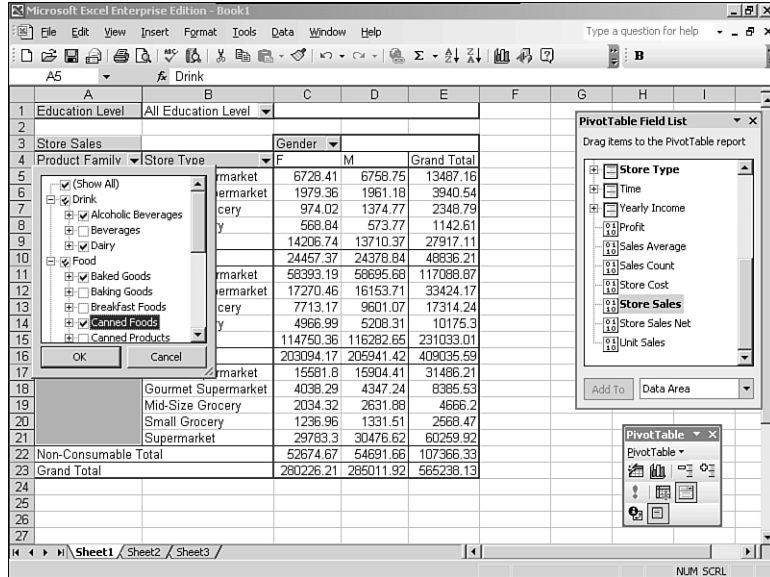 Microsoft Excel Enterprise Edition - Book1
File Edit View Insert Format Tools Data Window Help Type a question for help
B
A5 fx Drink
A B C D E F G H I
1 Education Level All Education Level
2
3 Store Sales Gender
4 Product Family Store Type F M Grand Total
5 rmarket 6728.41 6758.75 13487.16
6 ermarket 1979.36 1961.18 3940.54
7 cery 974.02 1374.77 2348.79
8 y 568.84 573.77 1142.61
9 14206.74 13710.37 27917.11
10 24457.37 24378.84 48836.21
11 rmarket 58393.19 58695.68 117088.87
12 ermarket 17270.46 16153.71 33424.17
13 cery 7713.17 9601.07 17314.24
14 y 4966.99 5208.31 10175.3
15 114750.36 116282.65 231033.01
16 203094.17 205941.42 409035.59
17 rmarket 15581.8 15904.41 31486.21
18 Gourmet Supermarket 4038.29 4347.24 8385.53
19 Mid-Size Grocery 2034.32 2631.88 4666.2
20 Small Grocery 1236.96 1331.51 2568.47
21 Supermarket 29783.3 30476.62 60259.92
22 Non-Consumable Total 52674.67 54691.66 107366.33
23 Grand Total 280226.21 285011.92 565238.13
24
25
26
27
(Show All)
Drink
Alcoholic Beverages
Beverages
Dairy
Food
Baked Goods
Baking Goods
Breakfast Foods
Canned Foods
Canned Products
OK Cancel
PivotTable Field List
Drag items to the PivotTable report
Store Type
Time
Yearly Income
Profit
Sales Average
Sales Count
Store Cost
Store Sales
Store Sales Net
Unit Sales
Add To Data Area
PivotTable
PivotTable
Sheet1 Sheet2 Sheet3
NUM SCRL